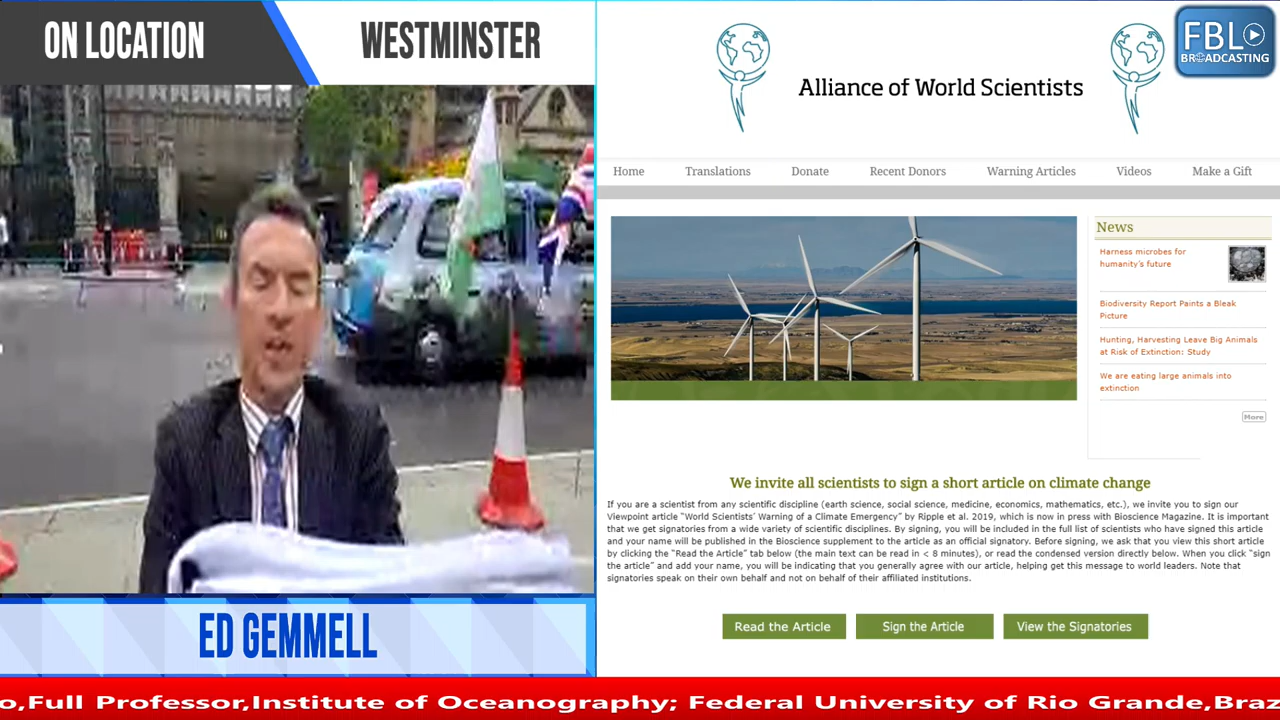 ON LOCATION
WESTMINSTER
FBL
BROADCASTING
Alliance of World Scientists
Home Translations Donate Recent Donors Warning Articles Videos Make a Gift
News
Harness microbes for
humanity's future
Biodiversity Report Paints a Bleak
Picture
Hunting, Harvesting Leave Big Animals
at Risk of Extinction: Study
We are eating large animals into
extinction
More
We invite all scientists to sign a short article on climate change
If you are a scientist from any scientific discipline (earth science, social science, medicine, economics, mathematics, etc.), we invite you to sign our
Viewpoint article “World Scientists’ Warning of a Climate Emergency” by Ripple et al. 2019, which is now in press with Bioscience Magazine. It is important
that we get signatories from a wide variety of scientific disciplines. By signing, you will be included in the full list of scientists who have signed this article
and your name will be published in the Bioscience supplement to the article as an official signatory. Before signing, we ask that you view this short article
by clicking the “Read the Article” tab below (the main text can be read in < 8 minutes), or read the condensed version directly below. When you click “sign
the article” and add your name, you will be indicating that you generally agree with our article, helping get this message to world leaders. Note that
signatories speak on their own behalf and not on behalf of their affiliated institutions.
Read the Article Sign the Article View the Signatories
ED GEMMELL
o,Full Professor,Institute of Oceanography; Federal University of Rio Grande,Braz